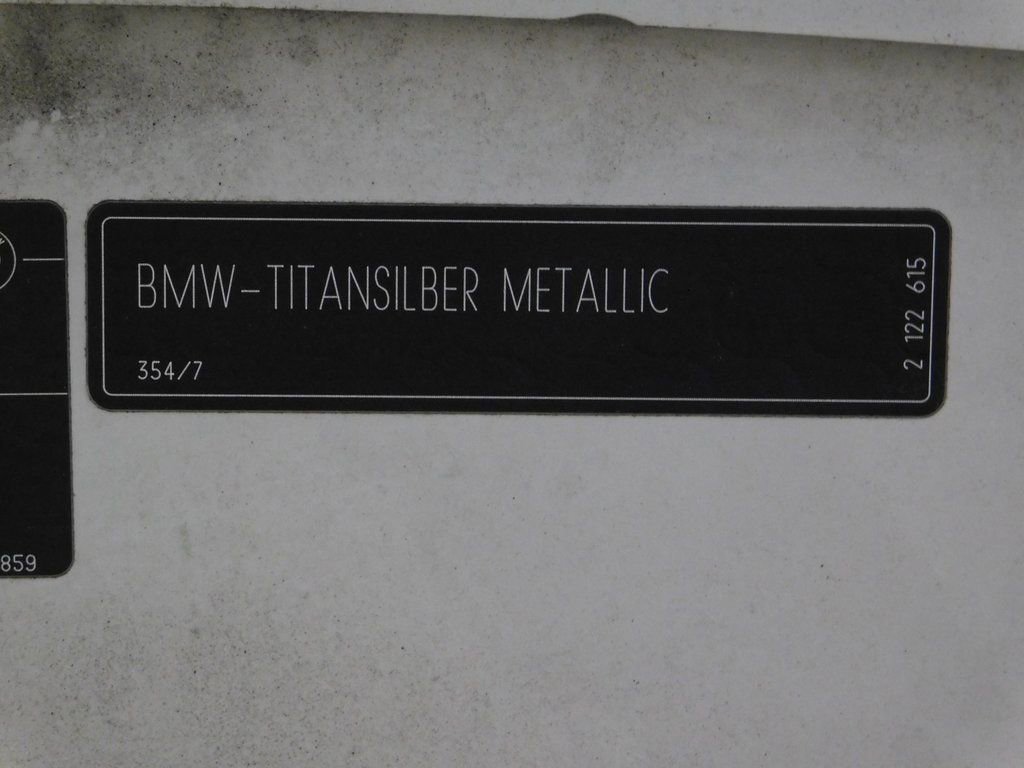 BMW-TITANSILBER METALLIC
354/7
2 122 615
859